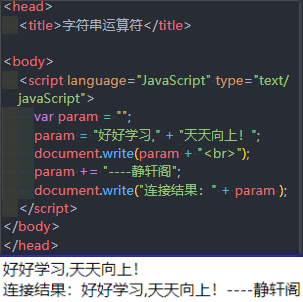 <head>
<title>字符串运算符</title>
<body>
<script language="JavaScript" type="text/
javaScript">
var param = "";
param = "好好学习," + "天天向上！";
document.write(param + "<br>");
param += "----静轩阁";
document.write("连接结果：" + param );
</script>
</body>
</head>
好好学习,天天向上！
连接结果：好好学习,天天向上！----静轩阁